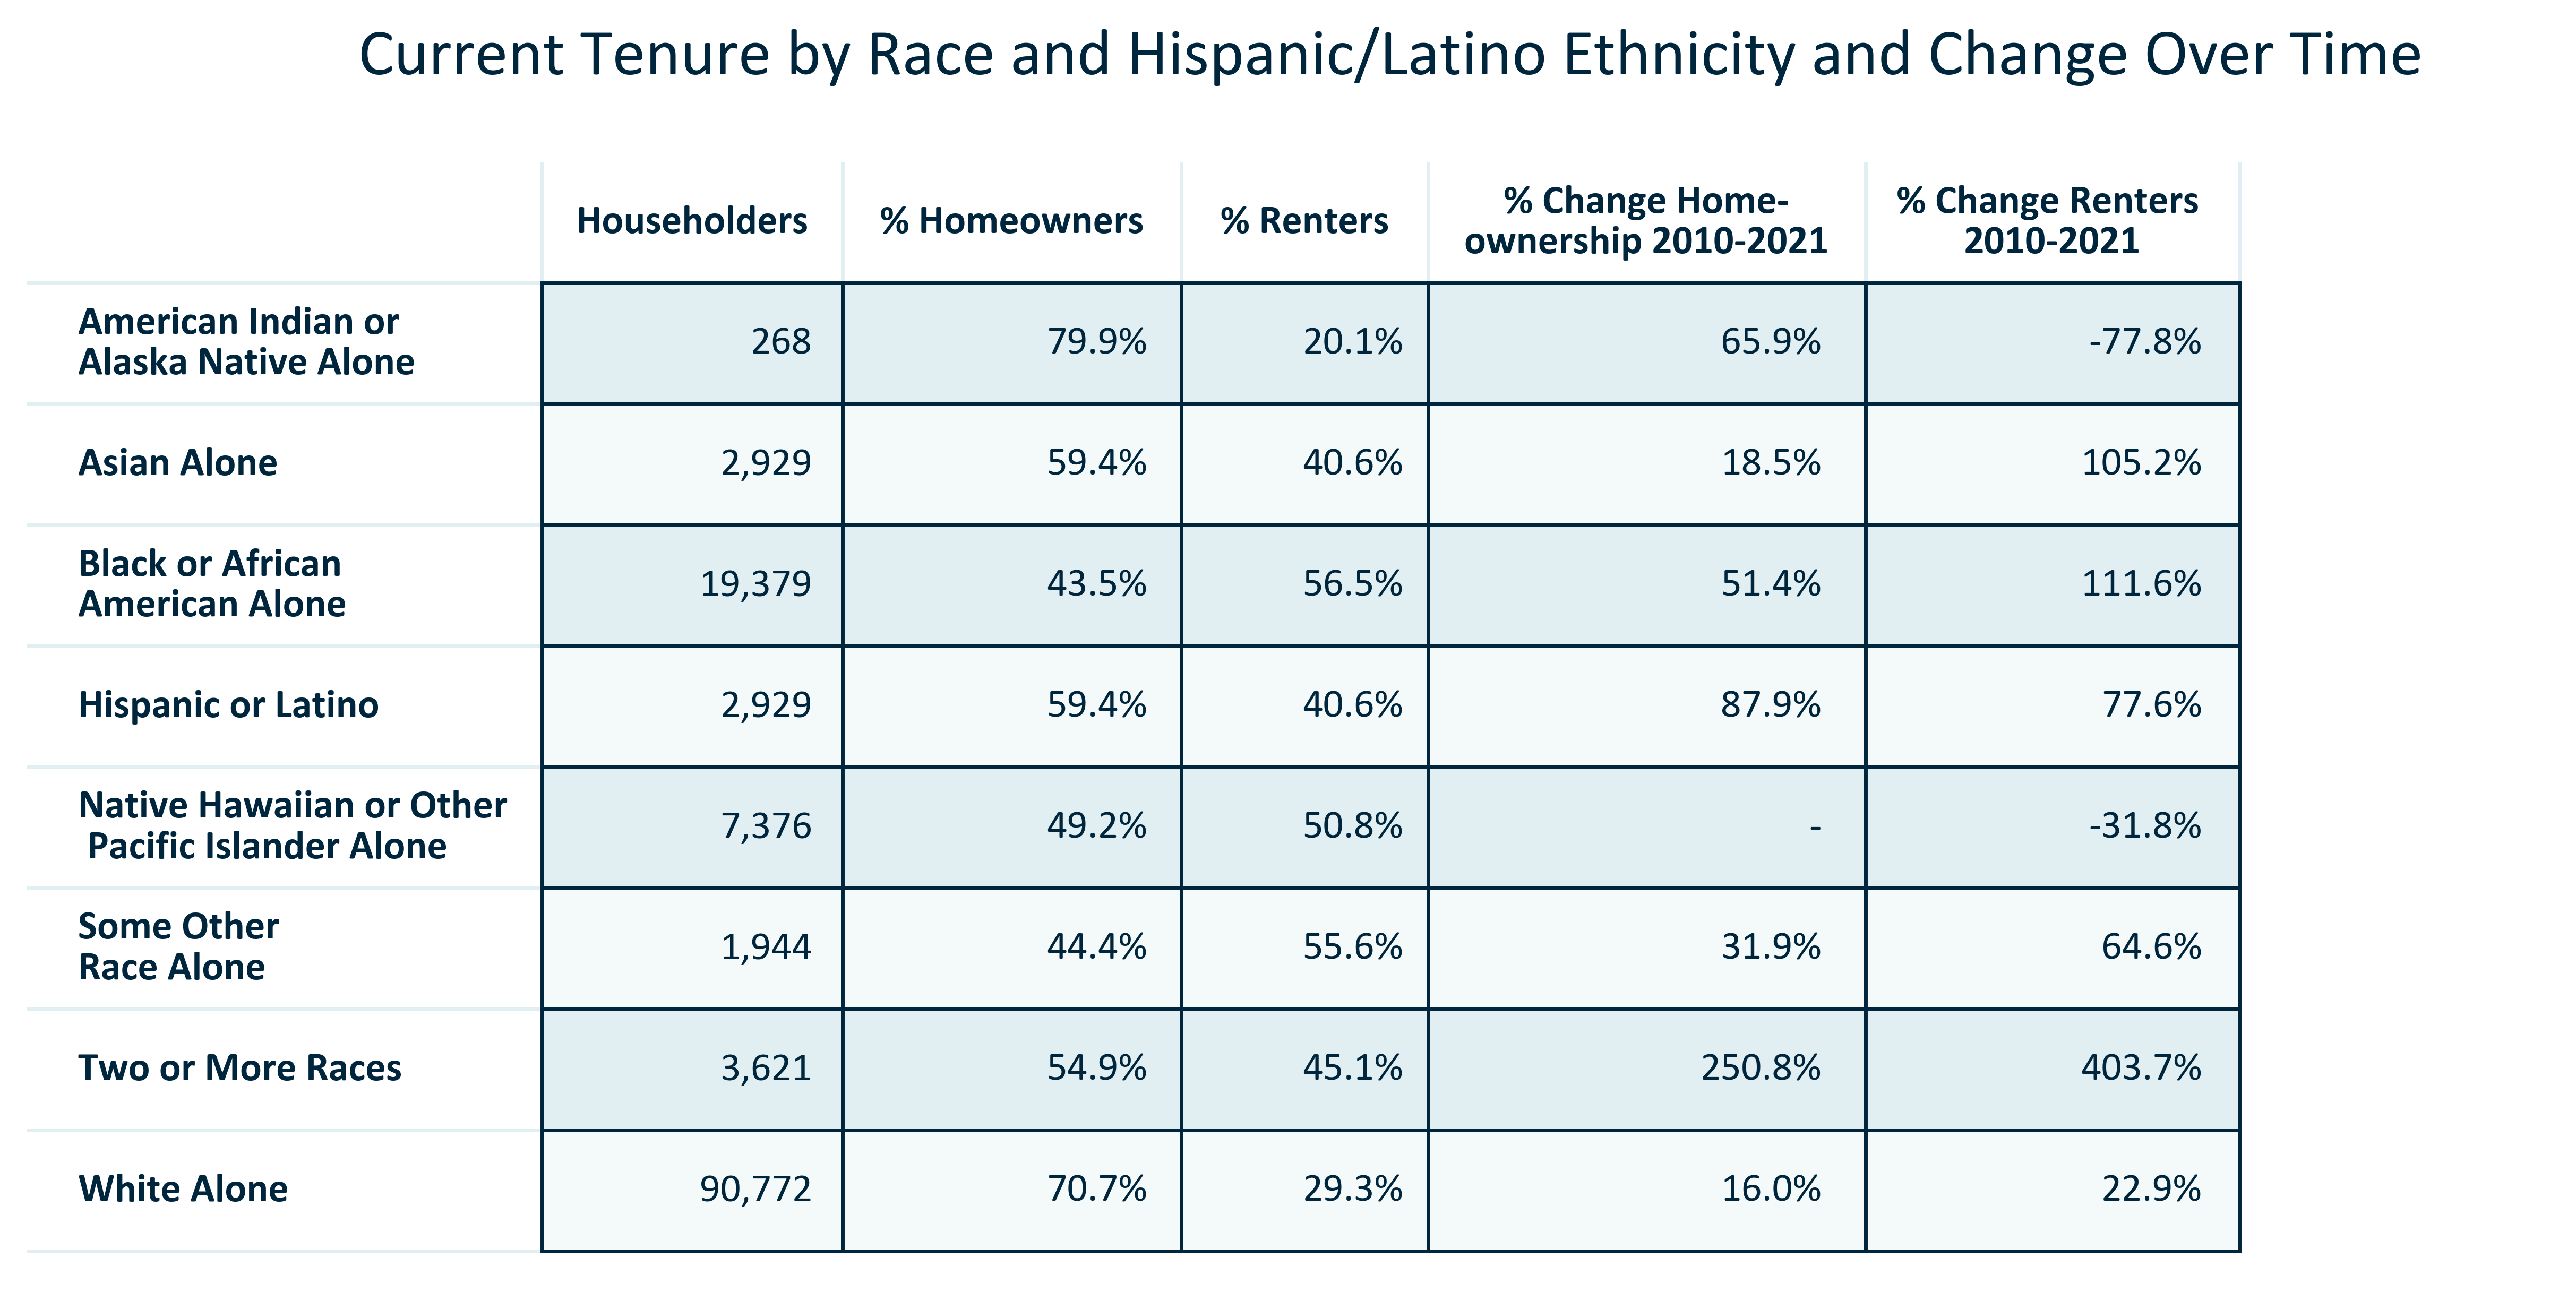 Current Tenure by Race and Hispanic/Latino Ethnicity and Change Over Time
Householders % Homeowners % Renters % Change Home-
ownership 2010-2021 % Change Renters
2010-2021
American Indian or
Alaska Native Alone 268 79.9% 20.1% 65.9% -77.8%
Asian Alone 2,929 59.4% 40.6% 18.5% 105.2%
Black or African
American Alone 19,379 43.5% 56.5% 51.4% 111.6%
Hispanic or Latino 2,929 59.4% 40.6% 87.9% 77.6%
Native Hawaiian or Other
Pacific Islander Alone 7,376 49.2% 50.8% - -31.8%
Some Other
Race Alone 1,944 44.4% 55.6% 31.9% 64.6%
Two or More Races 3,621 54.9% 45.1% 250.8% 403.7%
White Alone 90,772 70.7% 29.3% 16.0% 22.9%